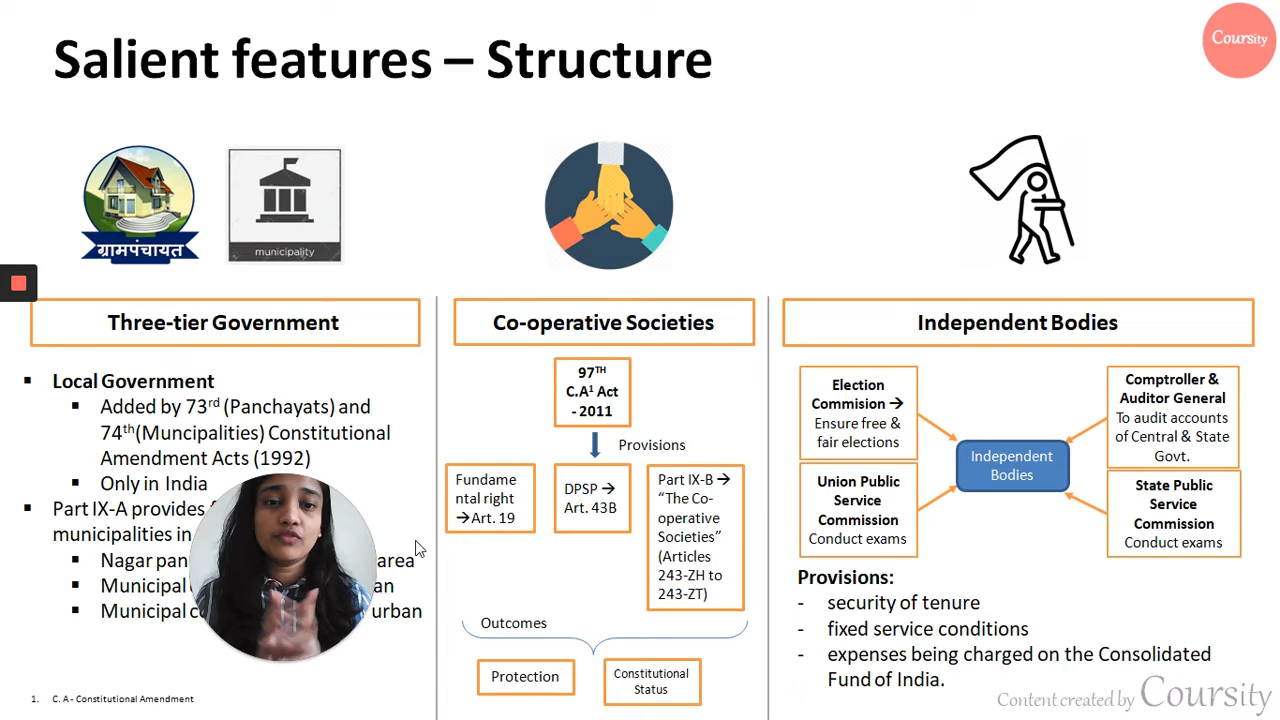 Salient features – Structure
Coursity
ग्रामपंचायत
municipality
Three-tier Government
▪ Local Government
▪ Added by 73rd (Panchayats) and
74th(Muncipalities) Constitutional
Amendment Acts (1992)
▪ Only in India
▪ Part IX-A provides
municipalities in
▪ Nagar pan
area
▪ Municipal
an
▪ Municipal c
urban
1. C. A - Constitutional Amendment
Co-operative Societies
97TH
C.A1 Act
- 2011
Provisions
Fundame
ntal right
→Art. 19
DPSP →
Art. 43B
Part IX-B →
“The Co-
operative
Societies”
(Articles
243-ZH to
243-ZT)
Outcomes
Protection
Constitutional
Status
Independent Bodies
Election
Commision →
Ensure free &
fair elections
Union Public
Service
Commission
Conduct exams
Independent
Bodies
Comptroller &
Auditor General
To audit accounts
of Central & State
Govt.
State Public
Service
Commission
Conduct exams
Provisions:
- security of tenure
- fixed service conditions
- expenses being charged on the Consolidated
Fund of India.
Content created by Coursity